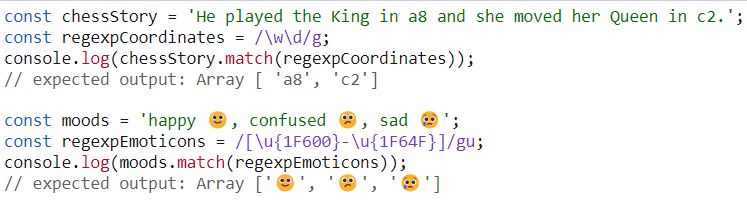 const chessStory = 'He played the King in a8 and she moved her Queen in c2.';
const regexpCoordinates = /\w\d/g;
console.log(chessStory.match(regexpCoordinates));
// expected output: Array [ 'a8', 'c2']
const moods = 'happy 🙂, confused 😕, sad 😢';
const regexpEmoticons = /[\u{1F600}-\u{1F64F}]/gu;
console.log(moods.match(regexpEmoticons));
// expected output: Array ['🙂', '😕', '😢']